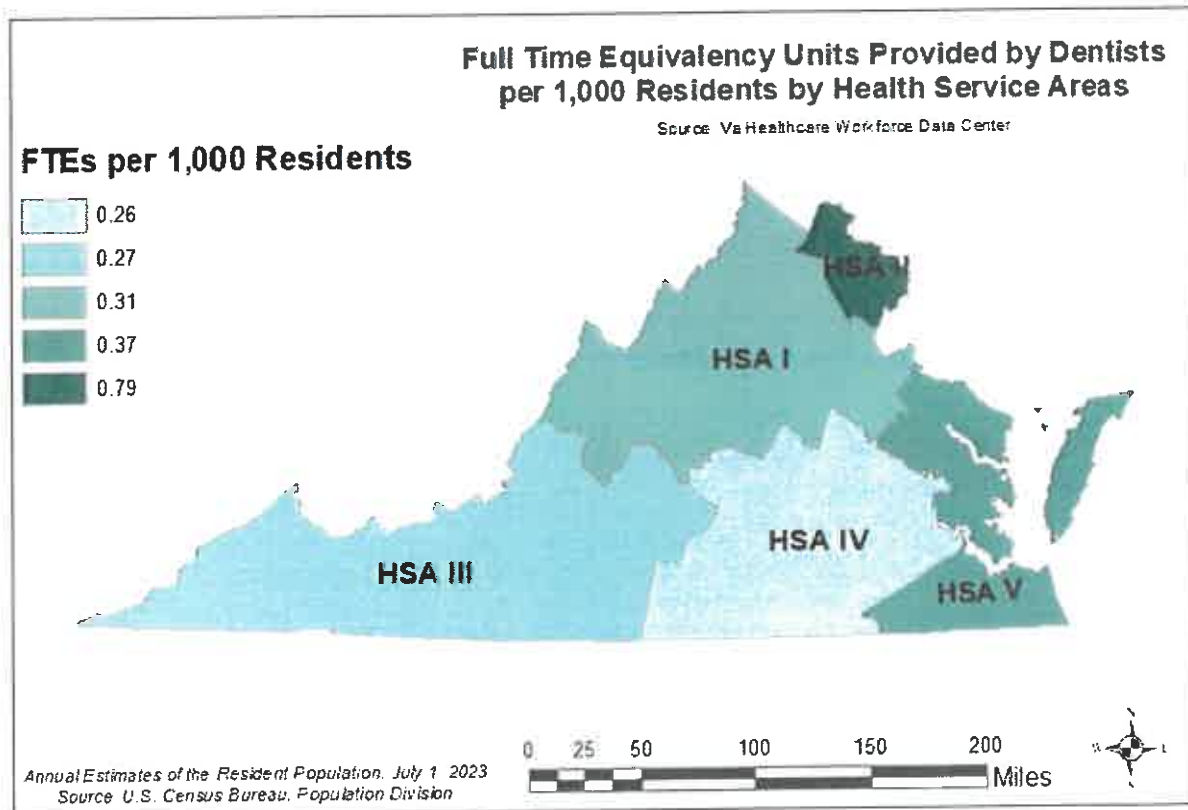 Full Time Equivalency Units Provided by Dentists
per 1,000 Residents by Health Service Areas
Source Va Healthcare Workforce Data Center
FTEs per 1,000 Residents
0.26
0.27
0.31
0.37
0.79
HSA I
HSA IV
HSA III
HSA V
0 25 50 100 150 200
Miles
Annual Estimates of the Resident Population, July 1 2023
Source U.S. Census Bureau, Population Division